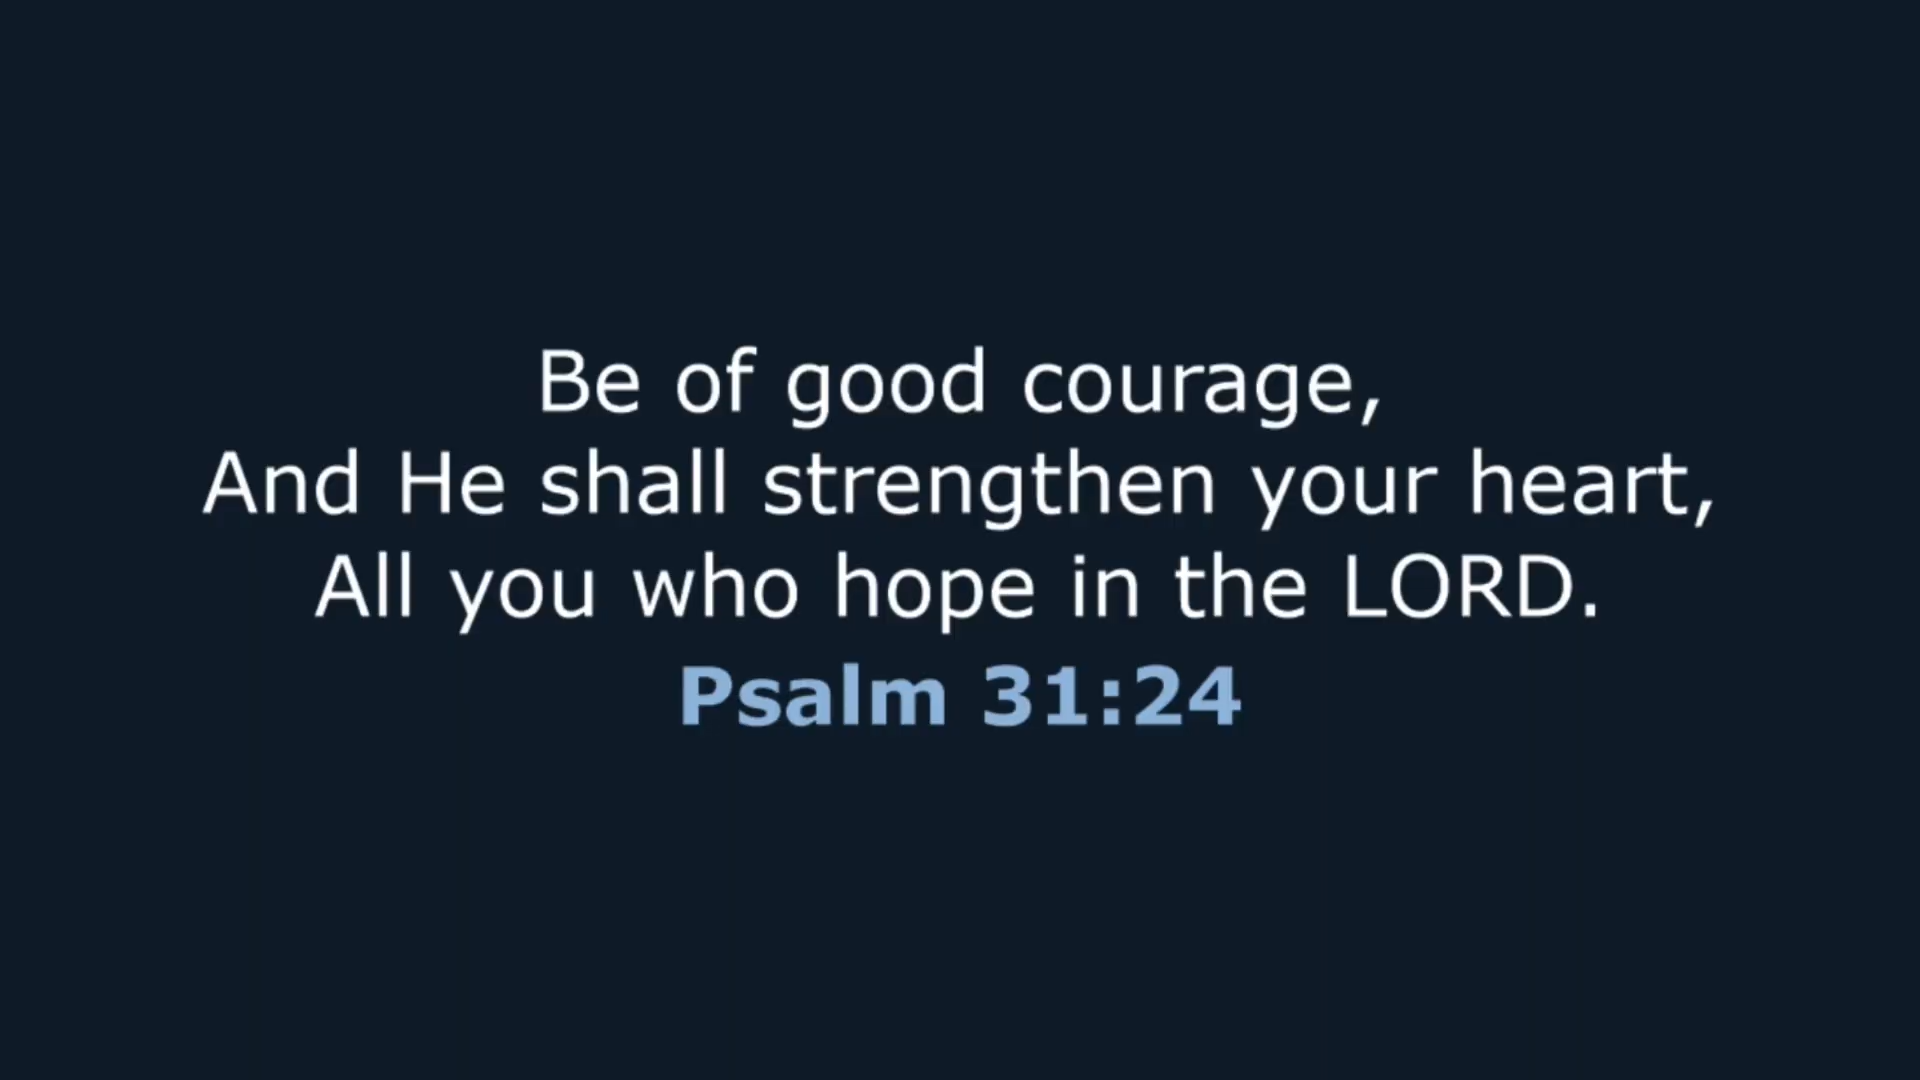 Be of good courage,
And He shall strengthen your heart,
All you who hope in the LORD.
Psalm 31:24